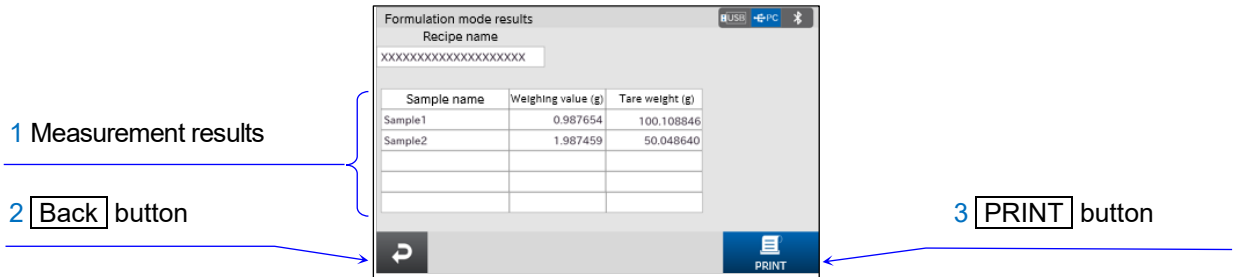 Formulation mode results
USB PC
Recipe name
XXXXXXXXXXXXXXXXXXXX
Sample name Weighing value (g) Tare weight (g)
Sample1 0.987654 100.108846
Sample2 1.987459 50.048640
1 Measurement results
2 Back button
3 PRINT button
PRINT